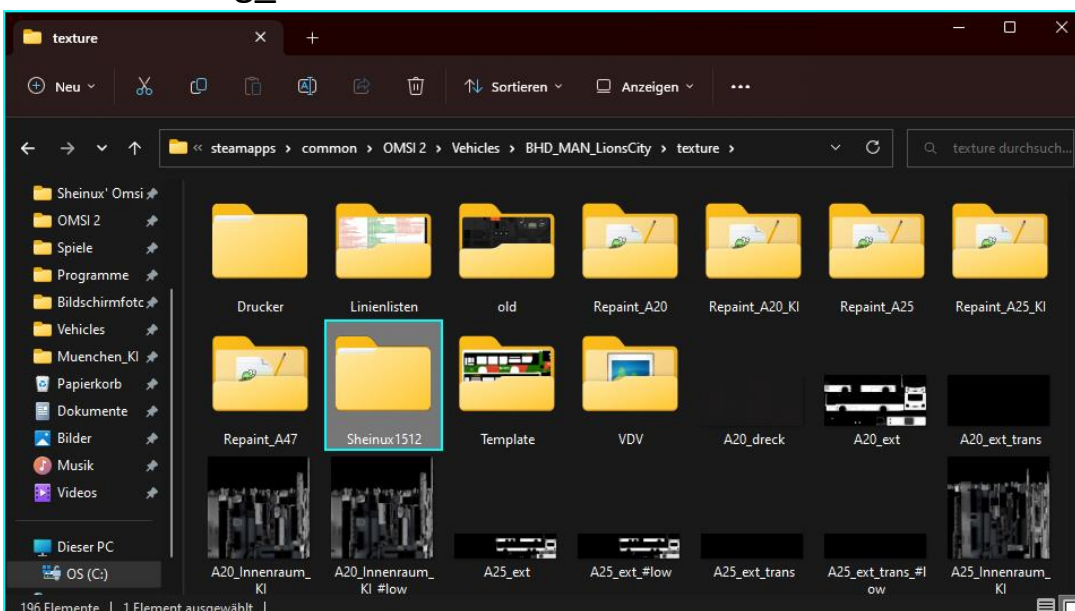 texture
Neu
Sortieren
Anzeigen
« steamapps › common › OMSI 2 › Vehicles › BHD_MAN_LionsCity › texture ›
texture durchsuch...
Sheinux' Omsi
OMSI 2
Spiele
Programme
Bildschirmfotc
Vehicles
Muenchen_KI
Papierkorb
Dokumente
Bilder
Musik
Videos
Dieser PC
OS (C:)
Drucker
Linienlisten
old
Repaint_A20
Repaint_A20_KI
Repaint_A25
Repaint_A25_KI
Repaint_A47
Sheinux1512
Template
VDV
A20_dreck
A20_ext
A20_ext_trans
A20_Innenraum_
KI
A20_Innenraum_
KI #low
A25_ext
A25_ext_#low
A25_ext_trans
A25_ext_trans_#l
ow
A25_Innenraum_
KI
196 Elemente | 1 Element ausgewählt |